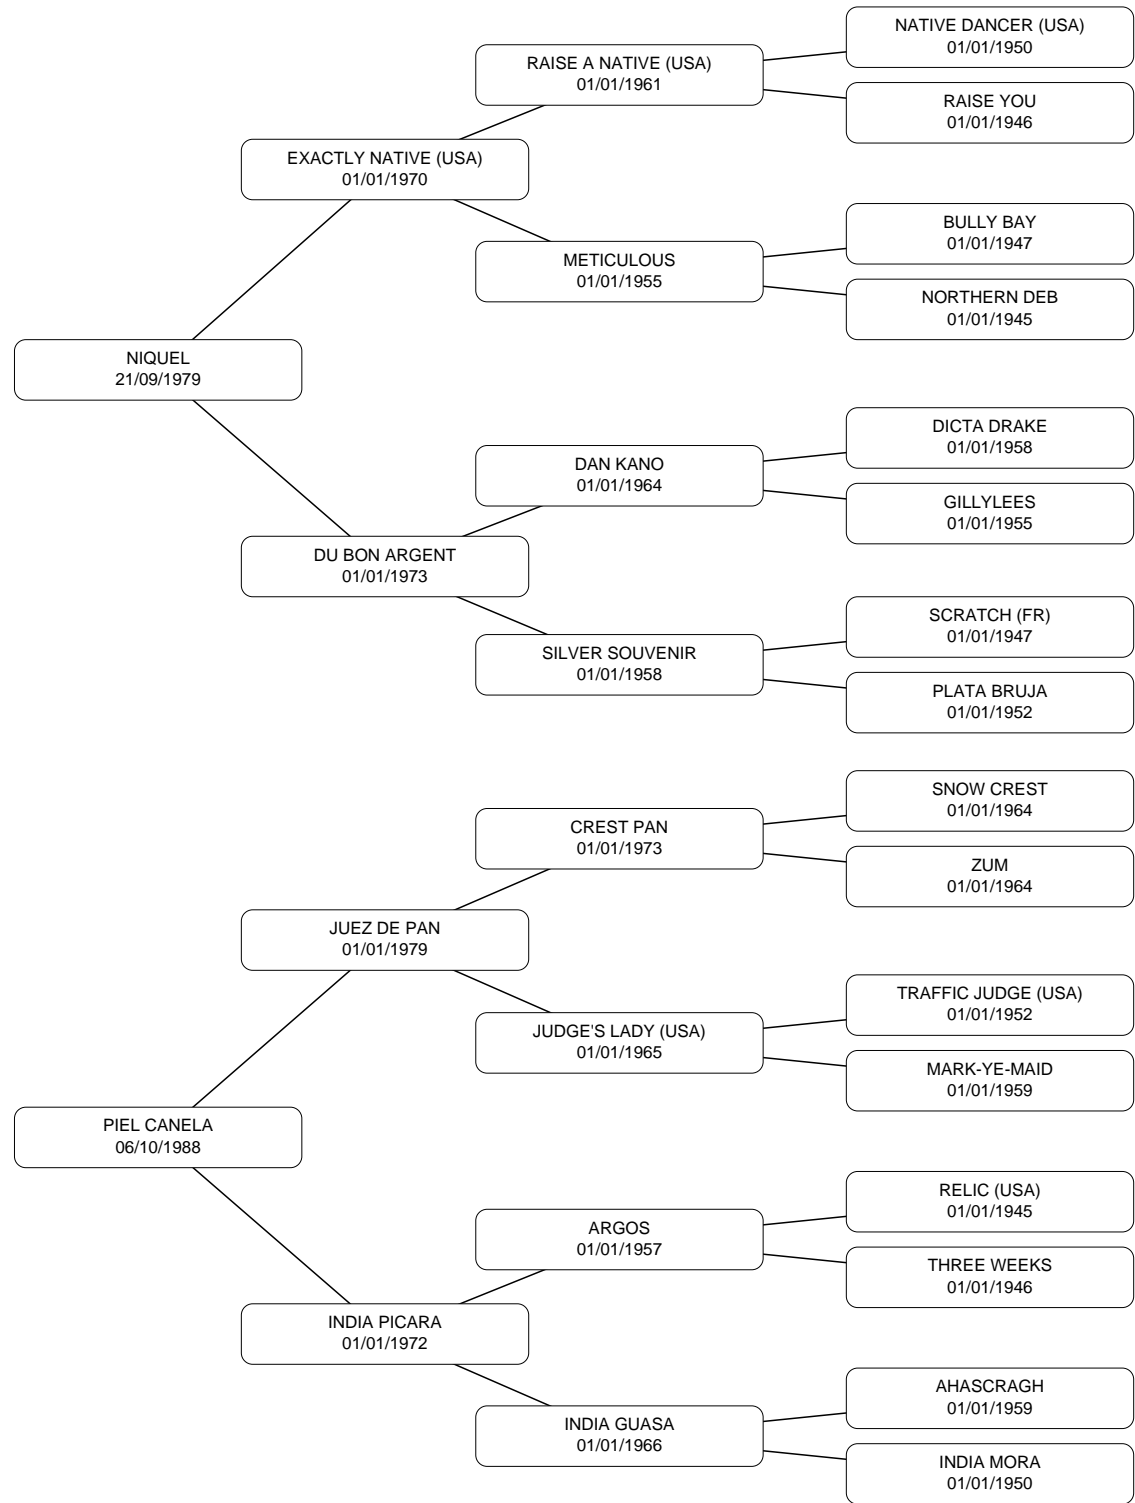 NATIVE DANCER (USA)
01/01/1950
RAISE A NATIVE (USA)
01/01/1961
RAISE YOU
01/01/1946
EXACTLY NATIVE (USA)
01/01/1970
BULLY BAY
01/01/1947
METICULOUS
01/01/1955
NORTHERN DEB
01/01/1945
NIQUEL
21/09/1979
DICTA DRAKE
01/01/1958
DAN KANO
01/01/1964
GILLYLEES
01/01/1955
DU BON ARGENT
01/01/1973
SCRATCH (FR)
01/01/1947
SILVER SOUVENIR
01/01/1958
PLATA BRUJA
01/01/1952
SNOW CREST
01/01/1964
CREST PAN
01/01/1973
ZUM
01/01/1964
JUEZ DE PAN
01/01/1979
TRAFFIC JUDGE (USA)
01/01/1952
JUDGE'S LADY (USA)
01/01/1965
MARK-YE-MAID
01/01/1959
PIEL CANELA
06/10/1988
RELIC (USA)
01/01/1945
ARGOS
01/01/1957
THREE WEEKS
01/01/1946
INDIA PICARA
01/01/1972
AHASCRAGH
01/01/1959
INDIA GUASA
01/01/1966
INDIA MORA
01/01/1950